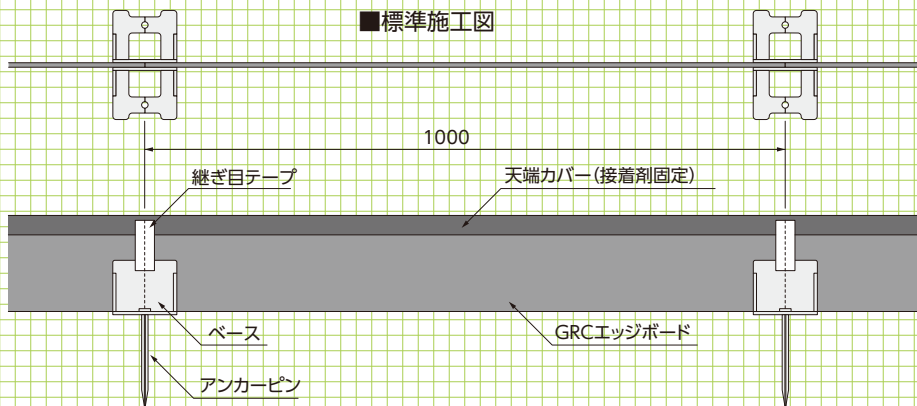 ■標準施工図
1000
継ぎ目テープ
天端カバー(接着剤固定)
ベース
GRCエッジボード
アンカーピン